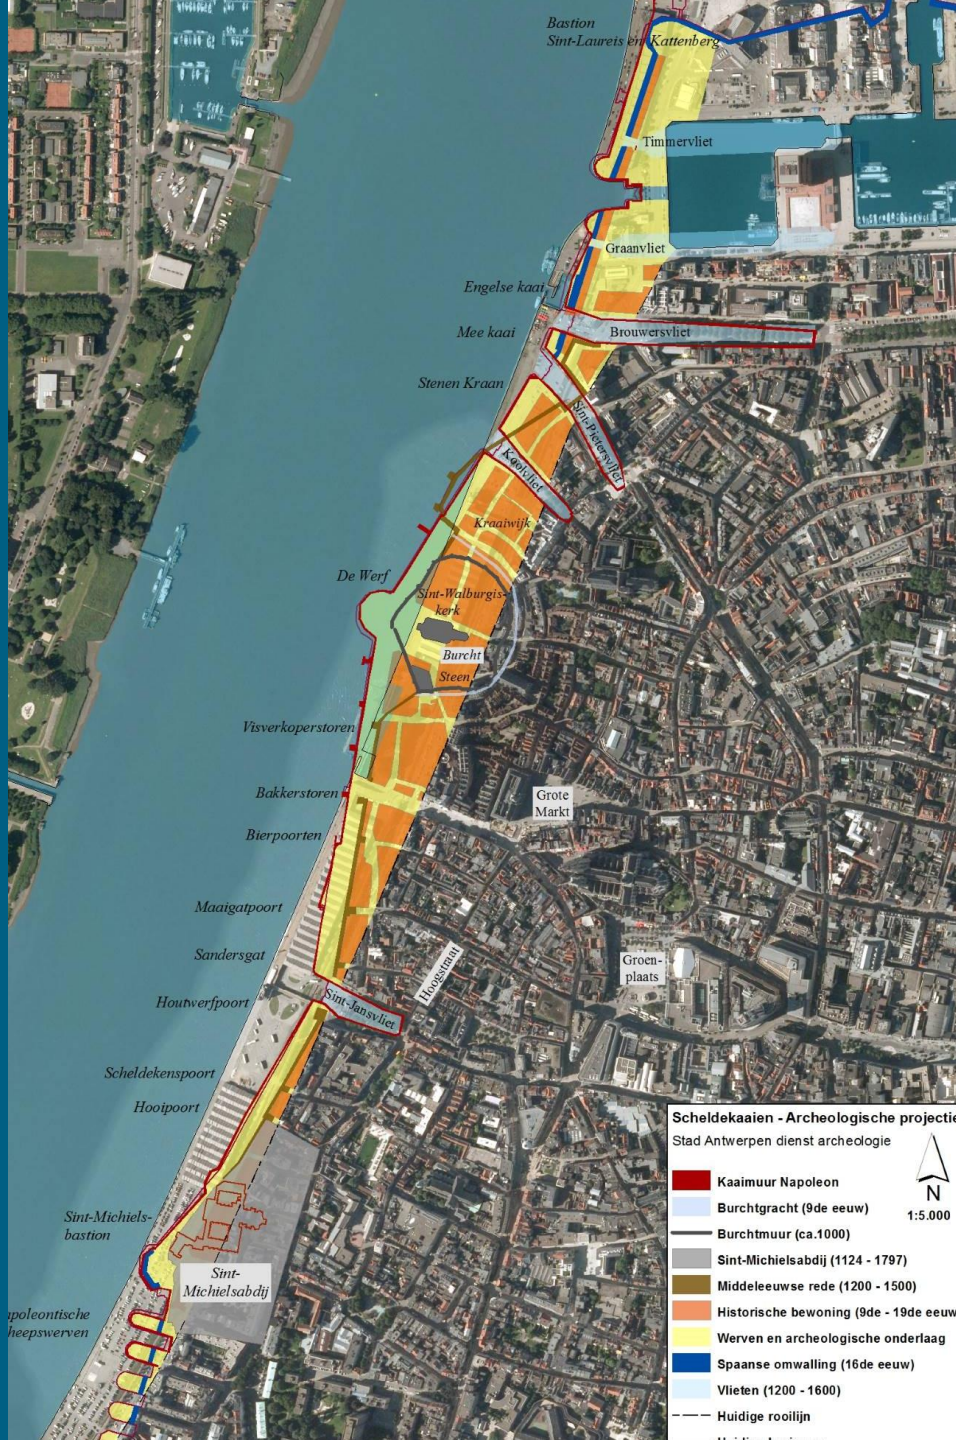 Bastion
Sint-Laureis en Kattenberg
Timmervliet
Graanvliet
Engelse kaai
Mee kaai
Brouwersvliet
Stenen Kraan
Sint-Pietersvliet
Koolvliet
Kraaiwijk
De Werf
Sint-Walburgis-
kerk
Burcht
Steen
Visverkoperstoren
Bakkerstoren
Grote
Markt
Bierpoorten
Maaigatpoort
Sandersgat
Hoogstraat
Groen-
plaats
Houtwerfpoort
Sint-Jansvliet
Scheldekenspoort
Hooipoort
Sint-Michiels-
bastion
Sint-
Michielsabdij
apoleontische
heepswerven
Scheldekaaien - Archeologische projectie
Stad Antwerpen dienst archeologie
N
1:5.000
Kaaimuur Napoleon
Burchtgracht (9de eeuw)
Burchtmuur (ca.1000)
Sint-Michielsabdij (1124 - 1797)
Middeleeuwse rede (1200 - 1500)
Historische bewoning (9de - 19de eeuw
Werven en archeologische onderlaag
Spaanse omwalling (16de eeuw)
Vlieten (1200 - 1600)
Huidige rooilijn